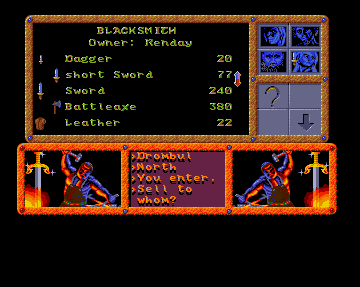 BLACKSMITH
Owner: Renday
Dagger 20
short Sword 77
Sword 240
Battleaxe 380
Leather 22
>Drombul
>North
>You enter.
>Sell to
whom?